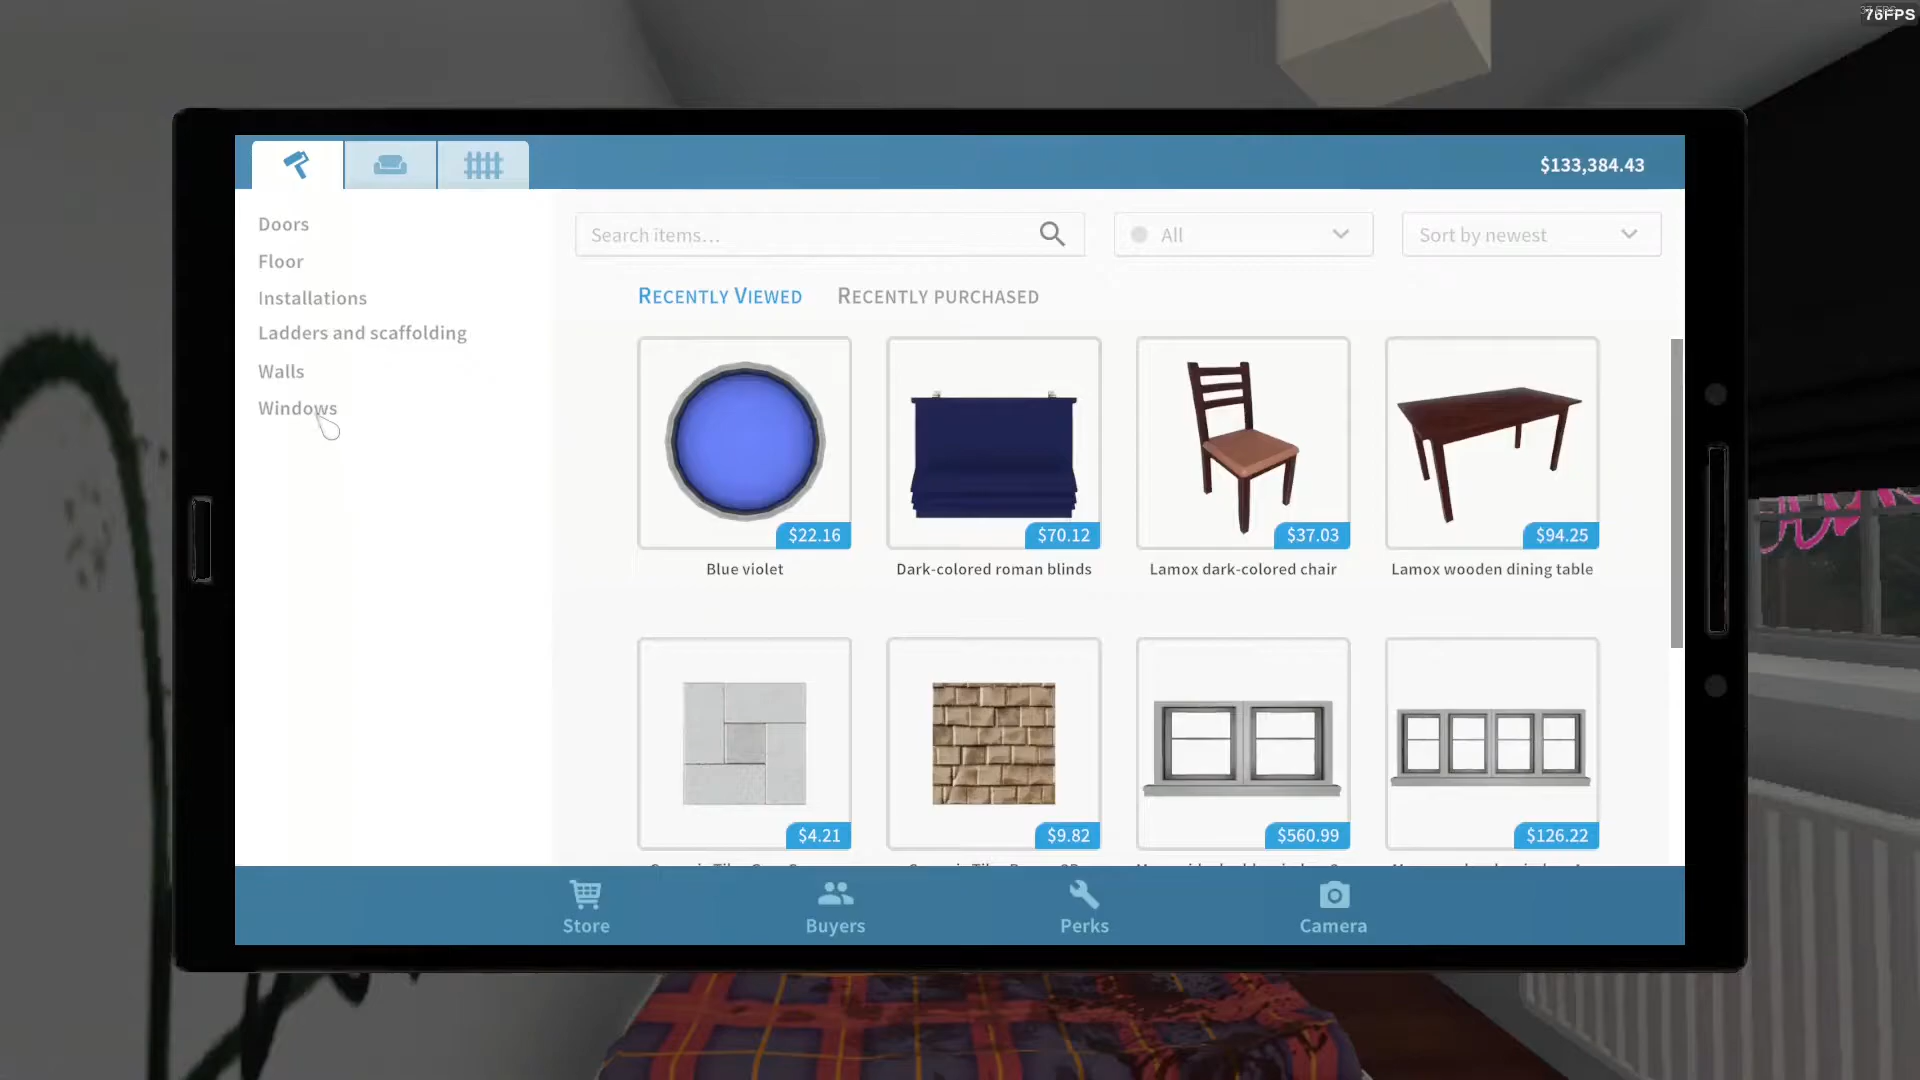 76FPS
$133,384.43
Doors
Floor
Installations
Ladders and scaffolding
Walls
Windows
Search items...
All
Sort by newest
RECENTLY VIEWED
RECENTLY PURCHASED
$22.16
$70.12
$37.03
$94.25
Blue violet
Dark-colored roman blinds
Lamox dark-colored chair
Lamox wooden dining table
$4.21
$9.82
$560.99
$126.22
Store
Buyers
Perks
Camera